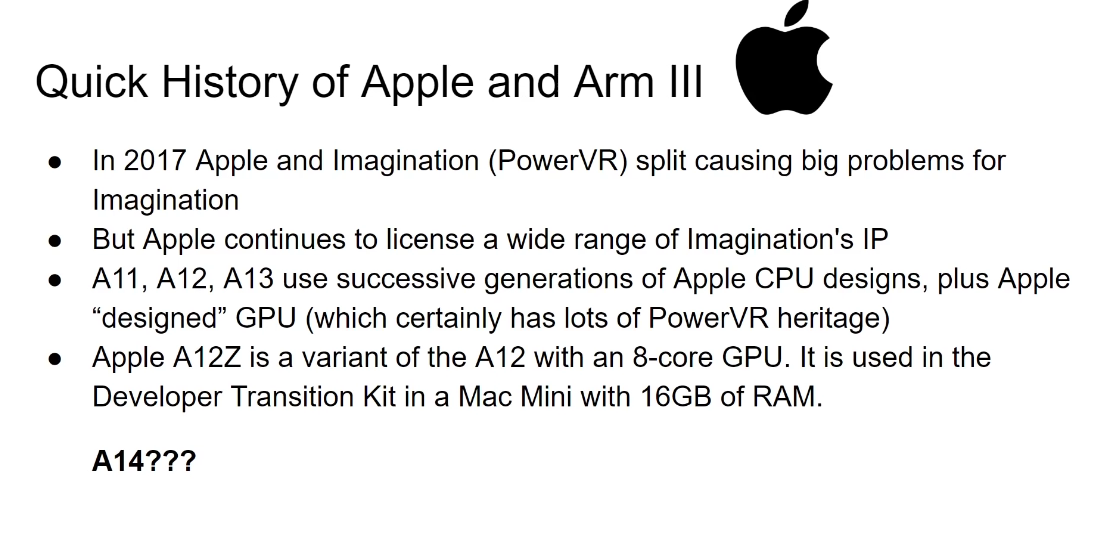 Quick History of Apple and Arm III
● In 2017 Apple and Imagination (PowerVR) split causing big problems for
Imagination
● But Apple continues to license a wide range of Imagination's IP
● A11, A12, A13 use successive generations of Apple CPU designs, plus Apple
“designed” GPU (which certainly has lots of PowerVR heritage)
● Apple A12Z is a variant of the A12 with an 8-core GPU. It is used in the
Developer Transition Kit in a Mac Mini with 16GB of RAM.
A14???